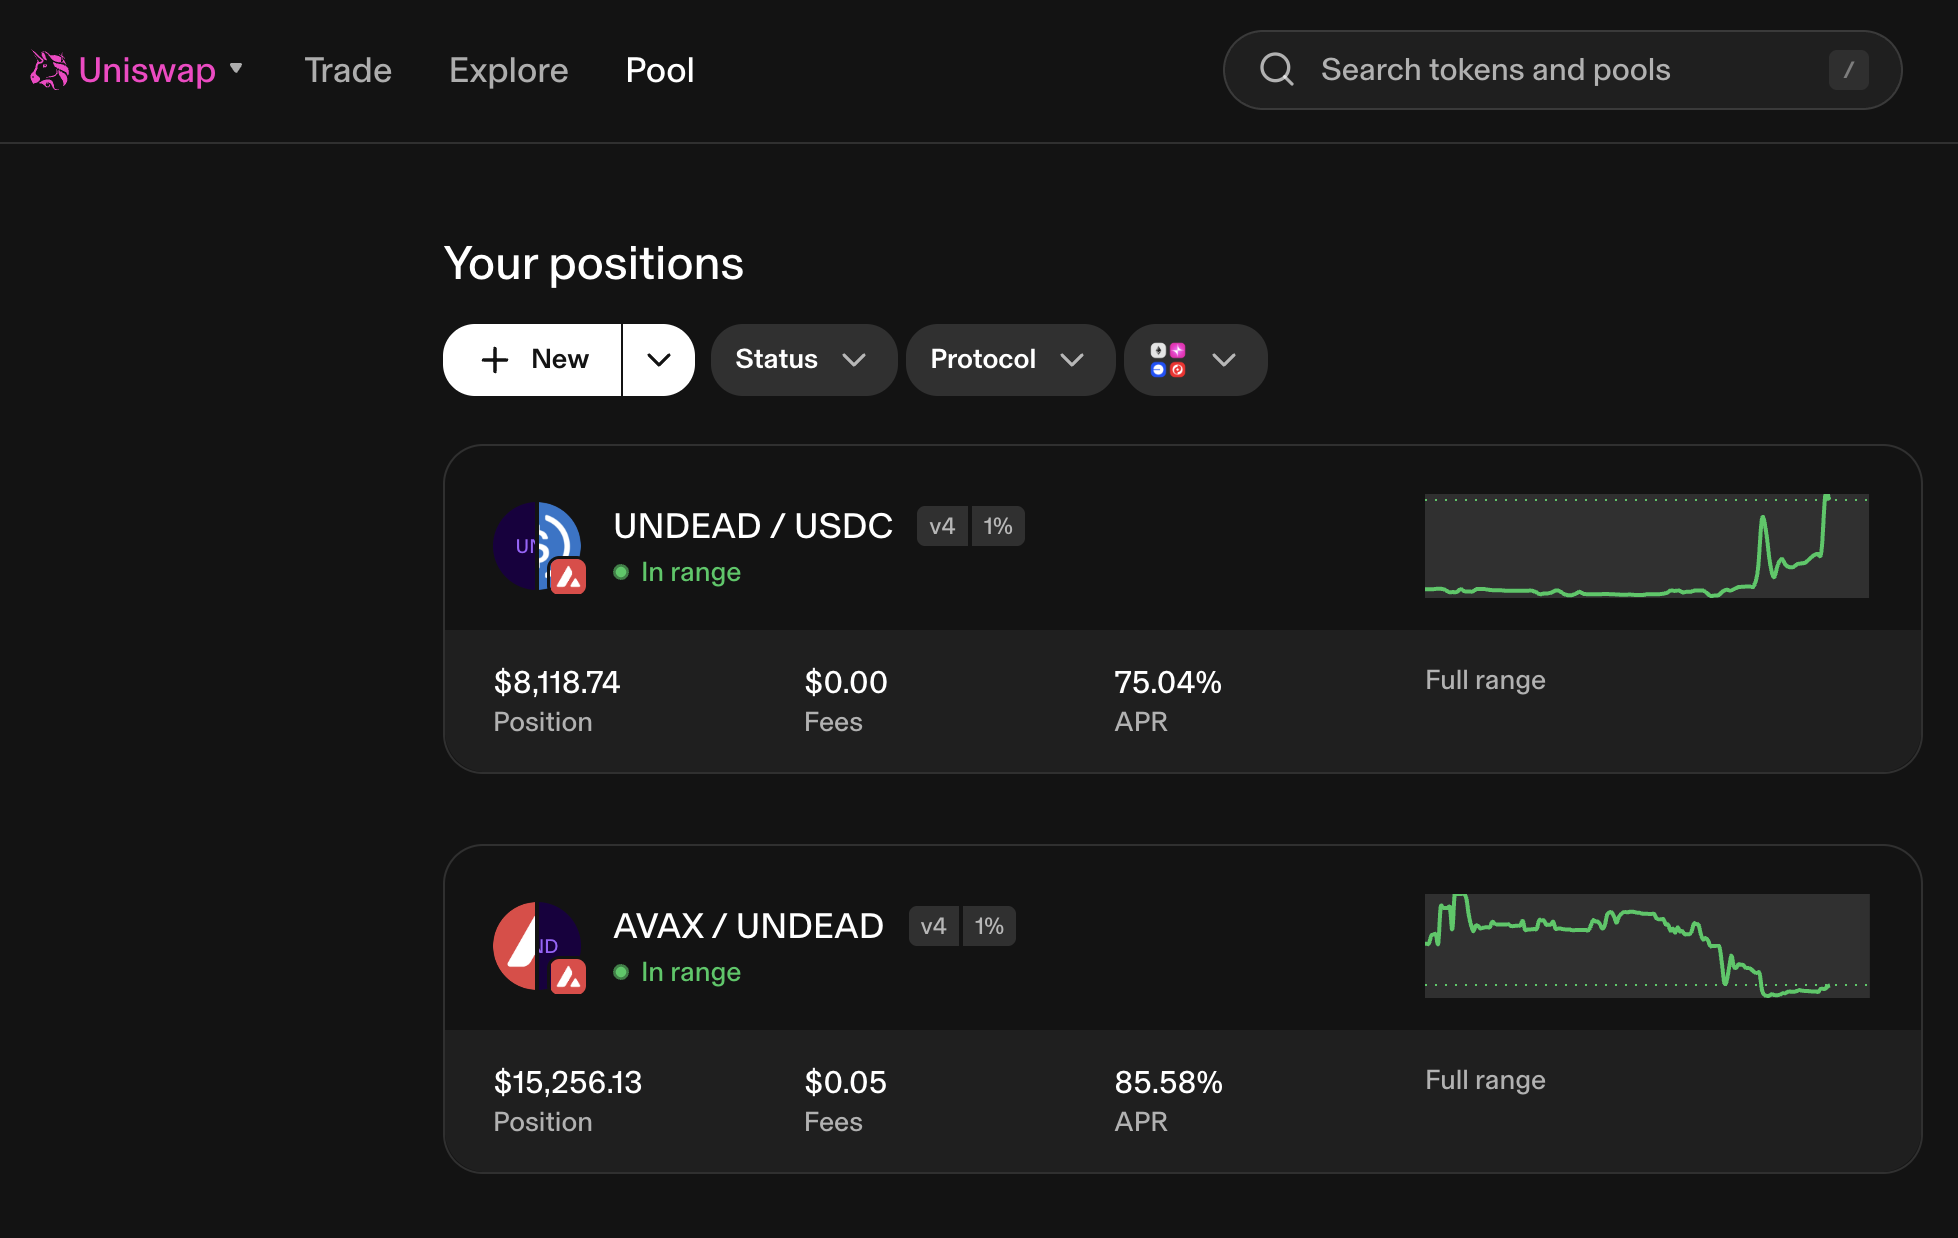 Uniswap Trade Explore Pool Search tokens and pools /
Your positions
New Status Protocol
UNDEAD / USDC v4 1%
UN
In range
$8,118.74 $0.00 75.04% Full range
Position Fees APR
AVAX / UNDEAD v4 1%
ND
In range
$15,256.13 $0.05 85.58% Full range
Position Fees APR